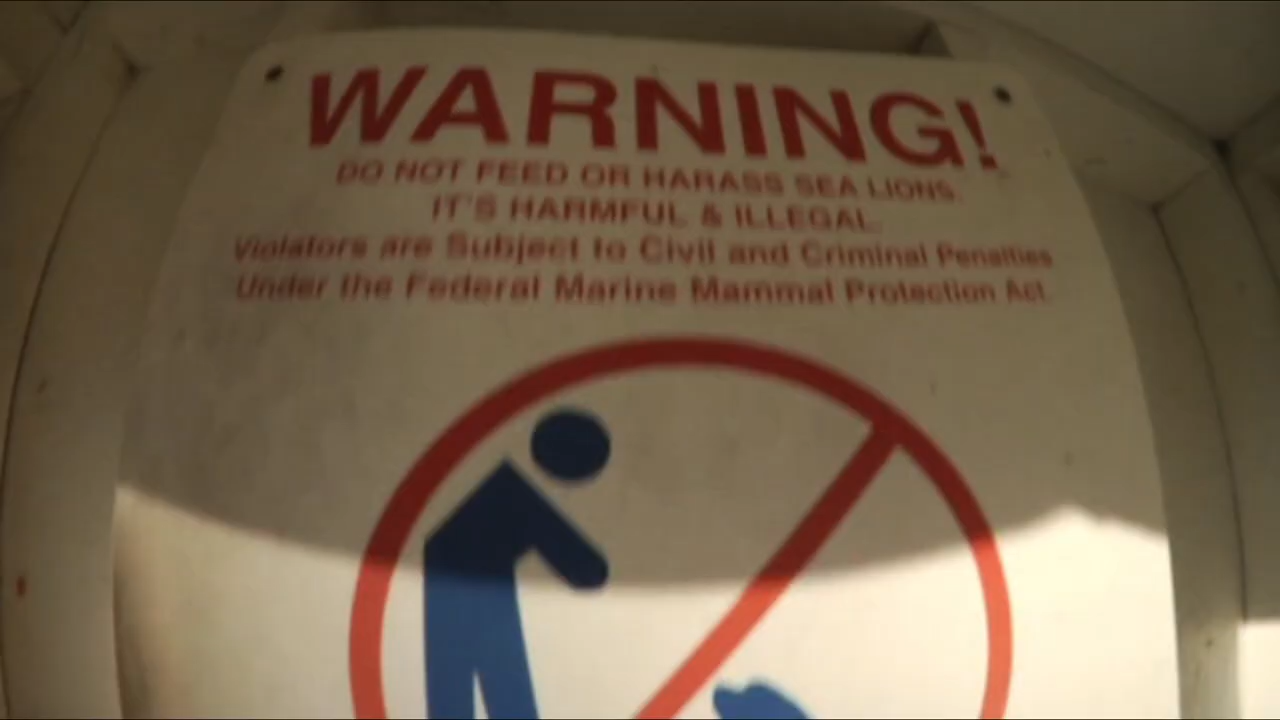 WARNING!
DO NOT FEED OR HARASS SEA LIONS.
IT'S HARMFUL & ILLEGAL.
Violators are Subject to Civil and Criminal Penalties
Under the Federal Marine Mammal Protection Act.